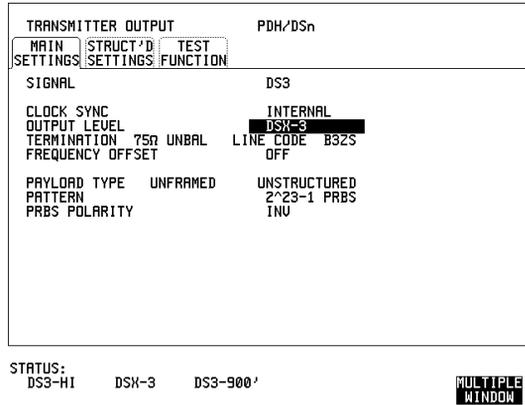 TRANSMITTER OUTPUT PDH/DSn
MAIN SETTINGS STRUCT'D SETTINGS TEST FUNCTION
SIGNAL DS3
CLOCK SYNC INTERNAL
OUTPUT LEVEL DSX-3
TERMINATION 75Ω UNBAL LINE CODE B3ZS
FREQUENCY OFFSET OFF
PAYLOAD TYPE UNFRAMED UNSTRUCTURED
PATTERN 2^23-1 PRBS
PRBS POLARITY INV
STATUS:
DS3-HI DSX-3 DS3-900'
MULTIPLE
WINDOW